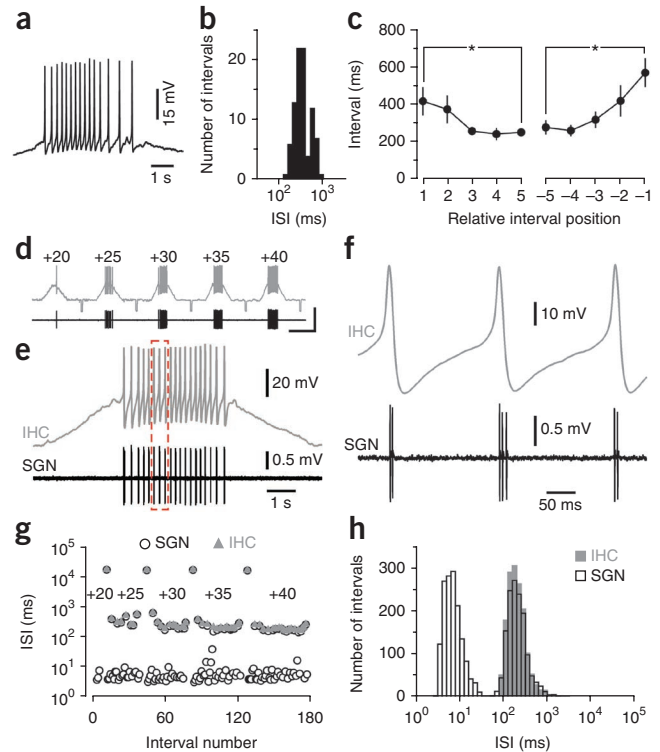 a
15 mV
1 s
b
Number of intervals
20
10
0
10² 10³
ISI (ms)
c
Interval
(ms)
800
600
400
200
0
* *
1 2 3 4 5 –5 –4 –3 –2 –1
Relative interval position
d
+20 +25 +30 +35 +40
e
IHC
20 mV
SGN
0.5 mV
1 s
f
IHC
10 mV
SGN
0.5 mV
50 ms
g
SGN IHC
ISI (ms)
10⁵
10⁴
10³
10²
10¹
10⁰
+20 +25 +30 +35 +40
0 60 120 180
Interval number
h
IHC
SGN
Number of intervals
300
200
100
0
10⁰ 10¹ 10² 10³ 10⁴ 10⁵
ISI (ms)